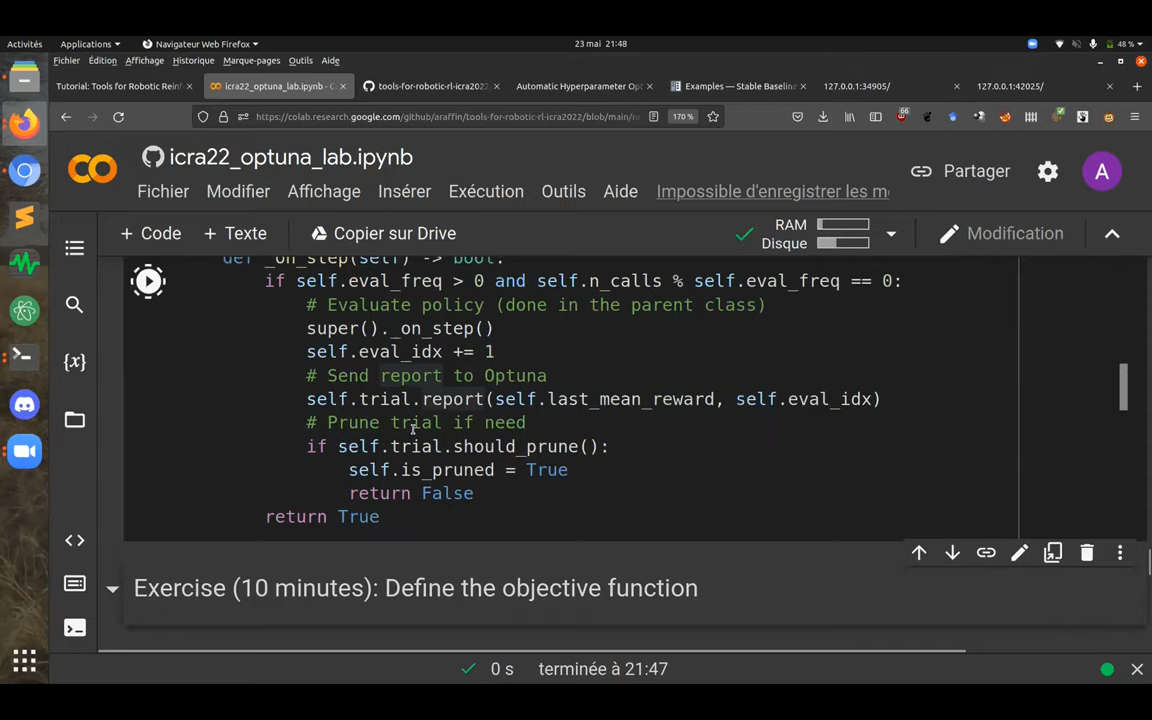 Activités
Applications
Navigateur Web Firefox
23 mai 21:48
48 %
Fichier Édition Affichage Historique Marque-pages Outils Aide
Tutorial: Tools for Robotic Rein
icra22_optuna_lab.ipynb - C
tools-for-robotic-rl-icra2022/
Automatic Hyperparameter Op
Examples — Stable Baseline
127.0.0.1:34905/
127.0.0.1:42025/
https://colab.research.google.com/github/araffin/tools-for-robotic-rl-icra2022/blob/main/n
170 %
66
icra22_optuna_lab.ipynb
Partager
A
Fichier Modifier Affichage Insérer Exécution Outils Aide Impossible d'enregistrer les m
+ Code + Texte Copier sur Drive
RAM
Disque
Modification
def _on_step(self) -> bool:
if self.eval_freq > 0 and self.n_calls % self.eval_freq == 0:
# Evaluate policy (done in the parent class)
super()._on_step()
self.eval_idx += 1
# Send report to Optuna
self.trial.report(self.last_mean_reward, self.eval_idx)
# Prune trial if need
if self.trial.should_prune():
self.is_pruned = True
return False
return True
{x}
Exercise (10 minutes): Define the objective function
0 s terminée à 21:47